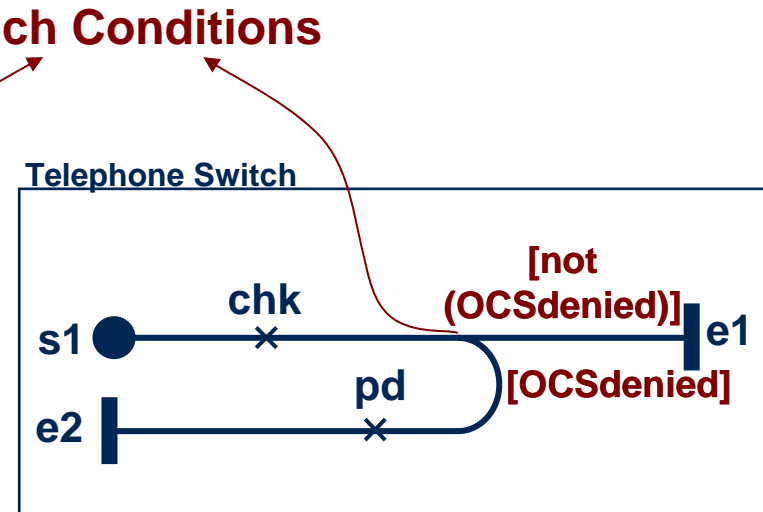 ch Conditions
Telephone Switch
[not
(OCSdenied)]
chk
s1
e1
pd
[OCSdenied]
e2